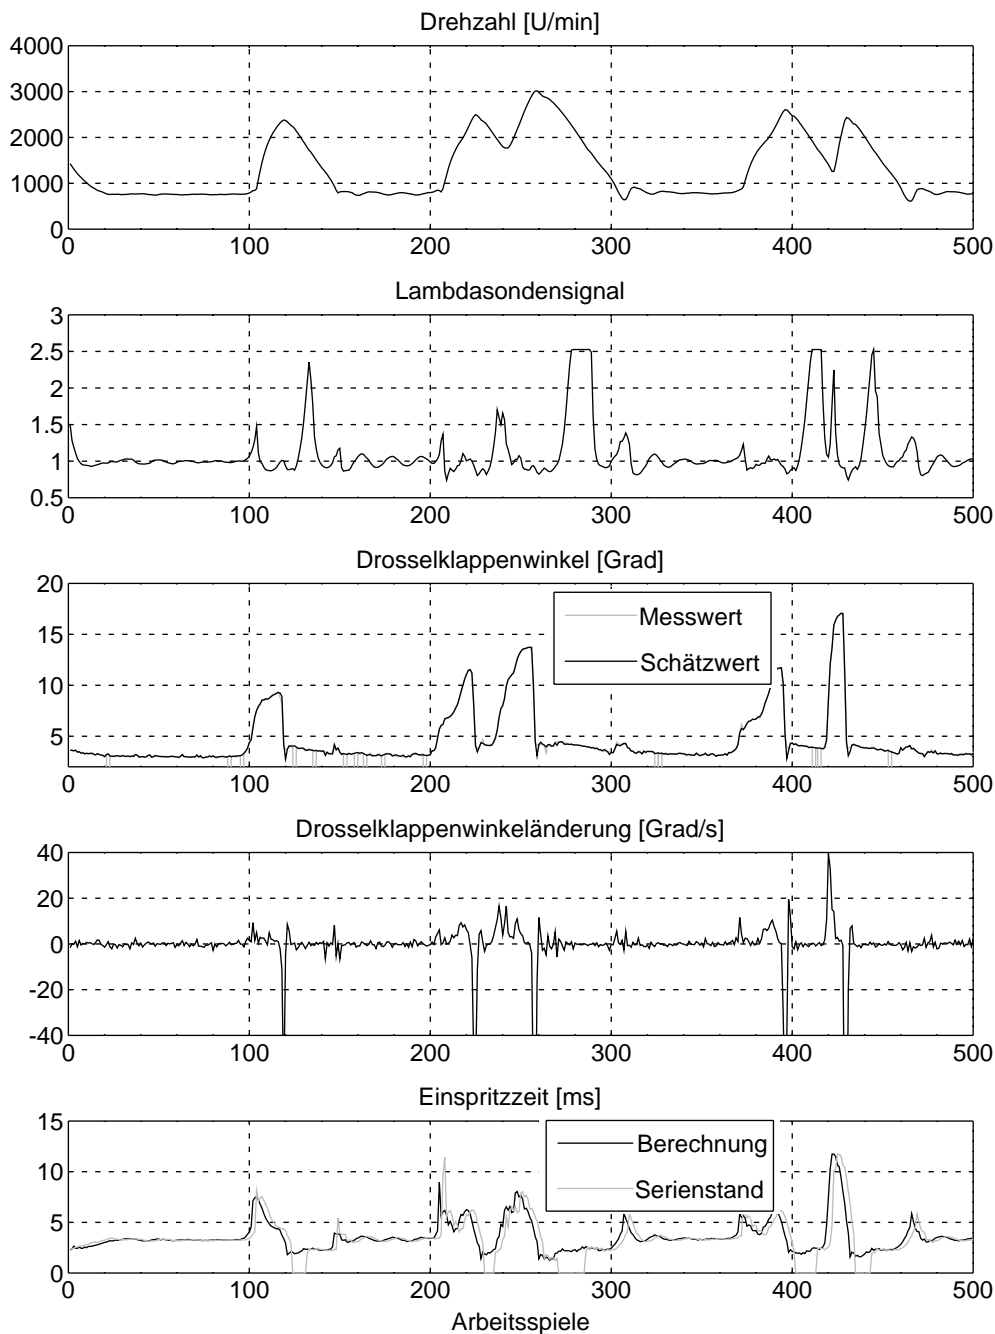 Drehzahl [U/min]
4000
3000
2000
1000
0
0 100 200 300 400 500
Lambdasondensignal
3
2.5
2
1.5
1
0.5
0 100 200 300 400 500
Drosselklappenwinkel [Grad]
20
15
10
5
Messwert
Schätzwert
0 100 200 300 400 500
Drosselklappenwinkeländerung [Grad/s]
40
20
0
-20
-40
0 100 200 300 400 500
Einspritzzeit [ms]
15
10
5
0
Berechnung
Serienstand
0 100 200 300 400 500
Arbeitsspiele